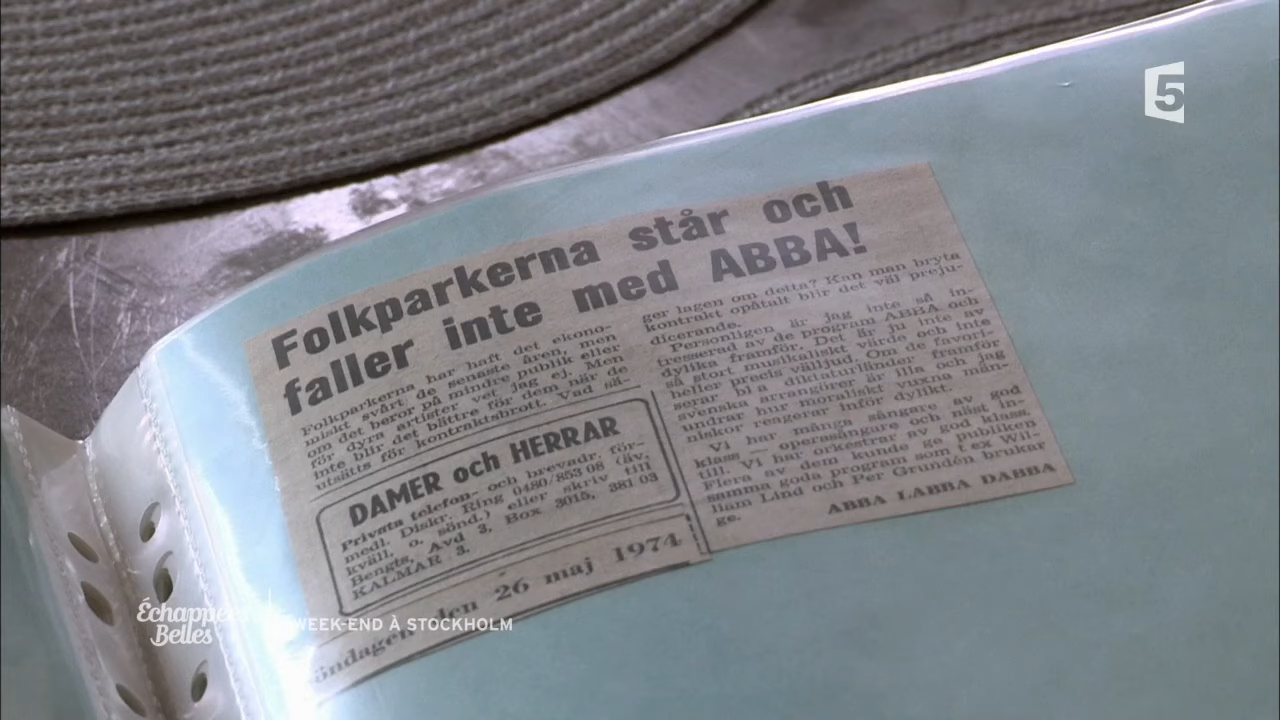 5
Folkparkerna står och
faller inte med ABBA!
Folkparkerna har haft det ekono-
miskt svårt de senaste åren, men
om det beror på mindre publik eller
för dyra artister vet jag ej. Men
inte blir det bättre för dem när de
utsätts för kontraktsbrott. Vad sä-
DAMER och HERRAR
Privata telefon- och brevadr. för-
medl. Diskr. Ring 0480/853 08 (äv.
kväll. o. sönd.) eller skriv till
Bengts, Avd 3, Box 3015, 381 03
KALMAR 3.
öndagen den 26 maj 1974
ger lagen om detta? Kan man bryta
kontrakt opåtalt blir det väl preju-
dicerande.
Personligen är jag inte så in-
tresserad av de program ABBA och
dylika framför. Det är ju inte av
så stort musikaliskt värde och inte
heller precis välljud. Om de favori-
serar bl a diktaturländer framför
svenska arrangörer är illa och jag
undrar hur moraliskt vuxna män-
niskor reagerar inför dylikt.
Vi har många sångare av god
klass — operasångare och näst in-
till. Vi har orkestrar av god klass.
Flera av dem kunde ge publiken
samma goda program som t ex Wil-
liam Lind och Per Grundén brukar
ge.
ABBA LABBA DABBA
Échappées
Belles
WEEK-END À STOCKHOLM